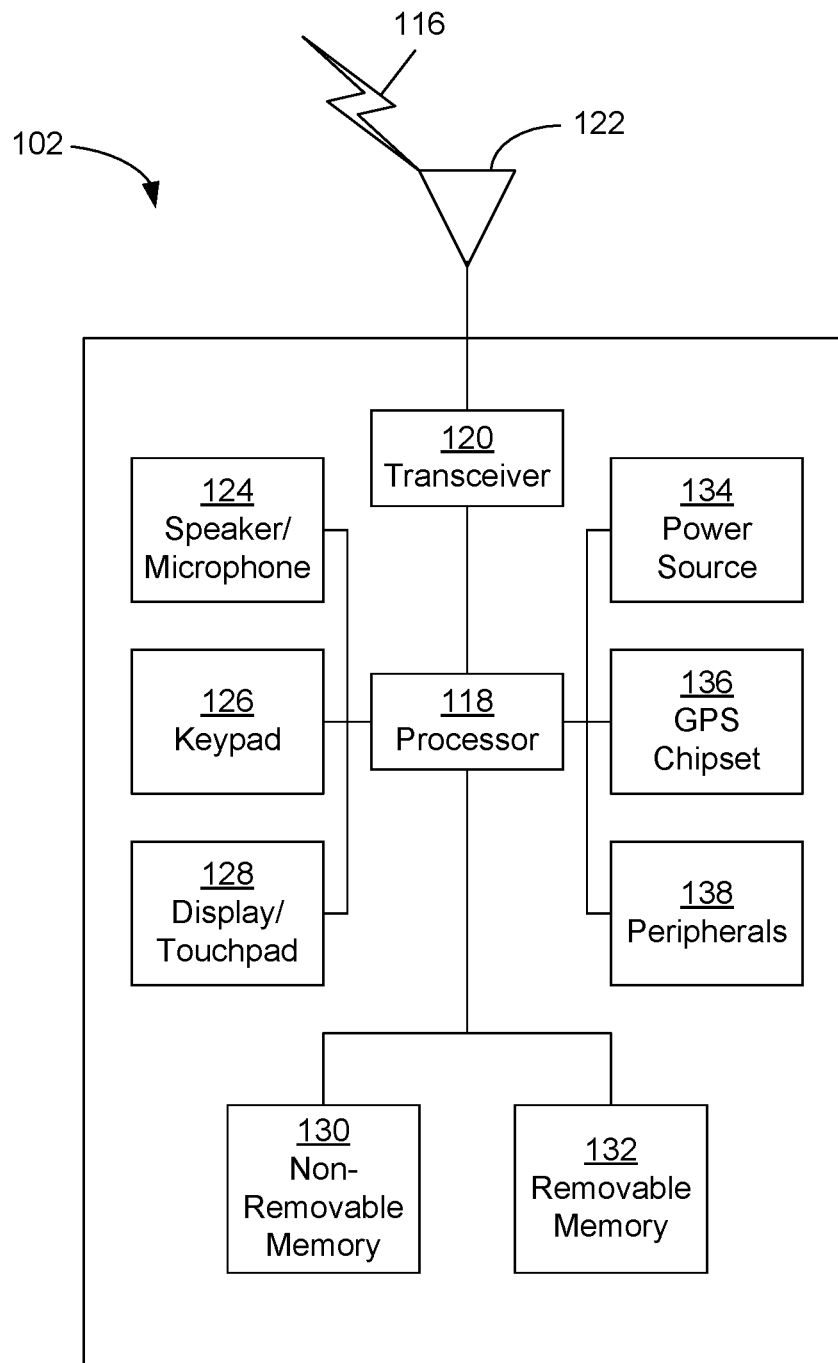 116
122
102
120
Transceiver
124
Speaker/
Microphone
134
Power
Source
126
Keypad
118
Processor
136
GPS
Chipset
128
Display/
Touchpad
138
Peripherals
130
Non-
Removable
Memory
132
Removable
Memory